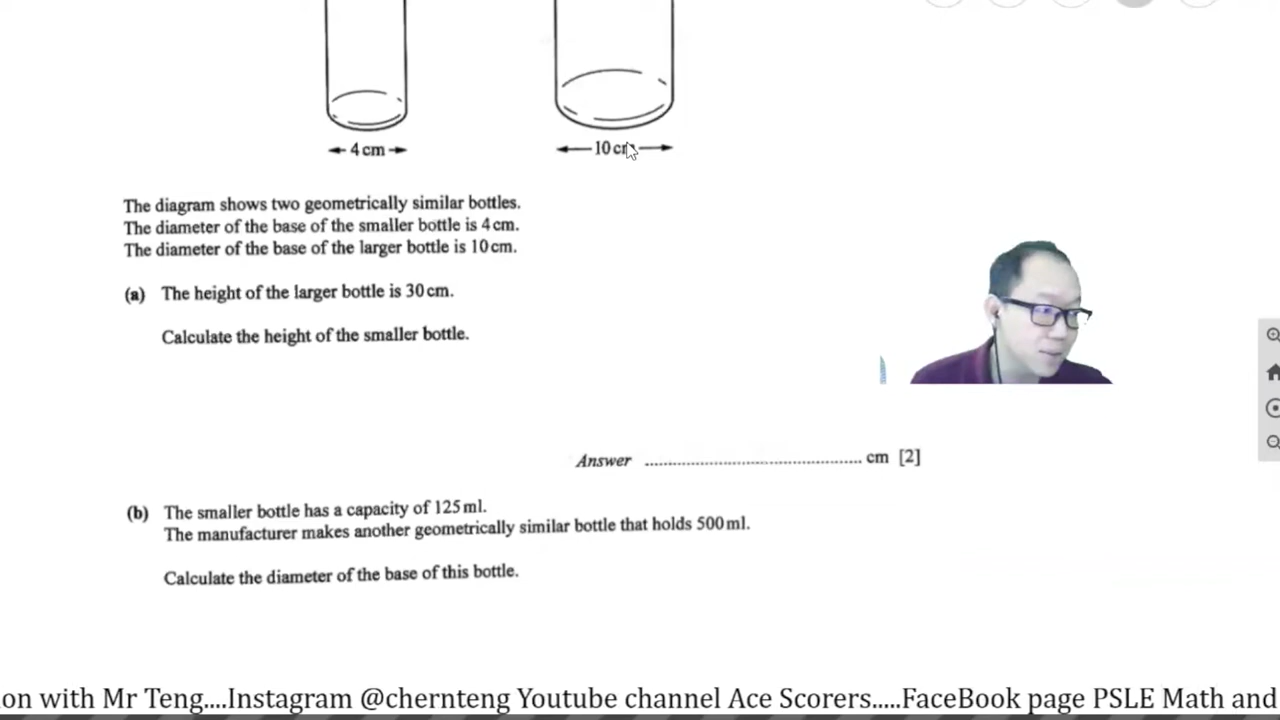 4 cm
10 cm
The diagram shows two geometrically similar bottles.
The diameter of the base of the smaller bottle is 4 cm.
The diameter of the base of the larger bottle is 10 cm.
(a) The height of the larger bottle is 30 cm.
Calculate the height of the smaller bottle.
Answer .................................................. cm [2]
(b) The smaller bottle has a capacity of 125 ml.
The manufacturer makes another geometrically similar bottle that holds 500 ml.
Calculate the diameter of the base of this bottle.
on with Mr Teng....Instagram @chernteng Youtube channel Ace Scorers.....FaceBook page PSLE Math and